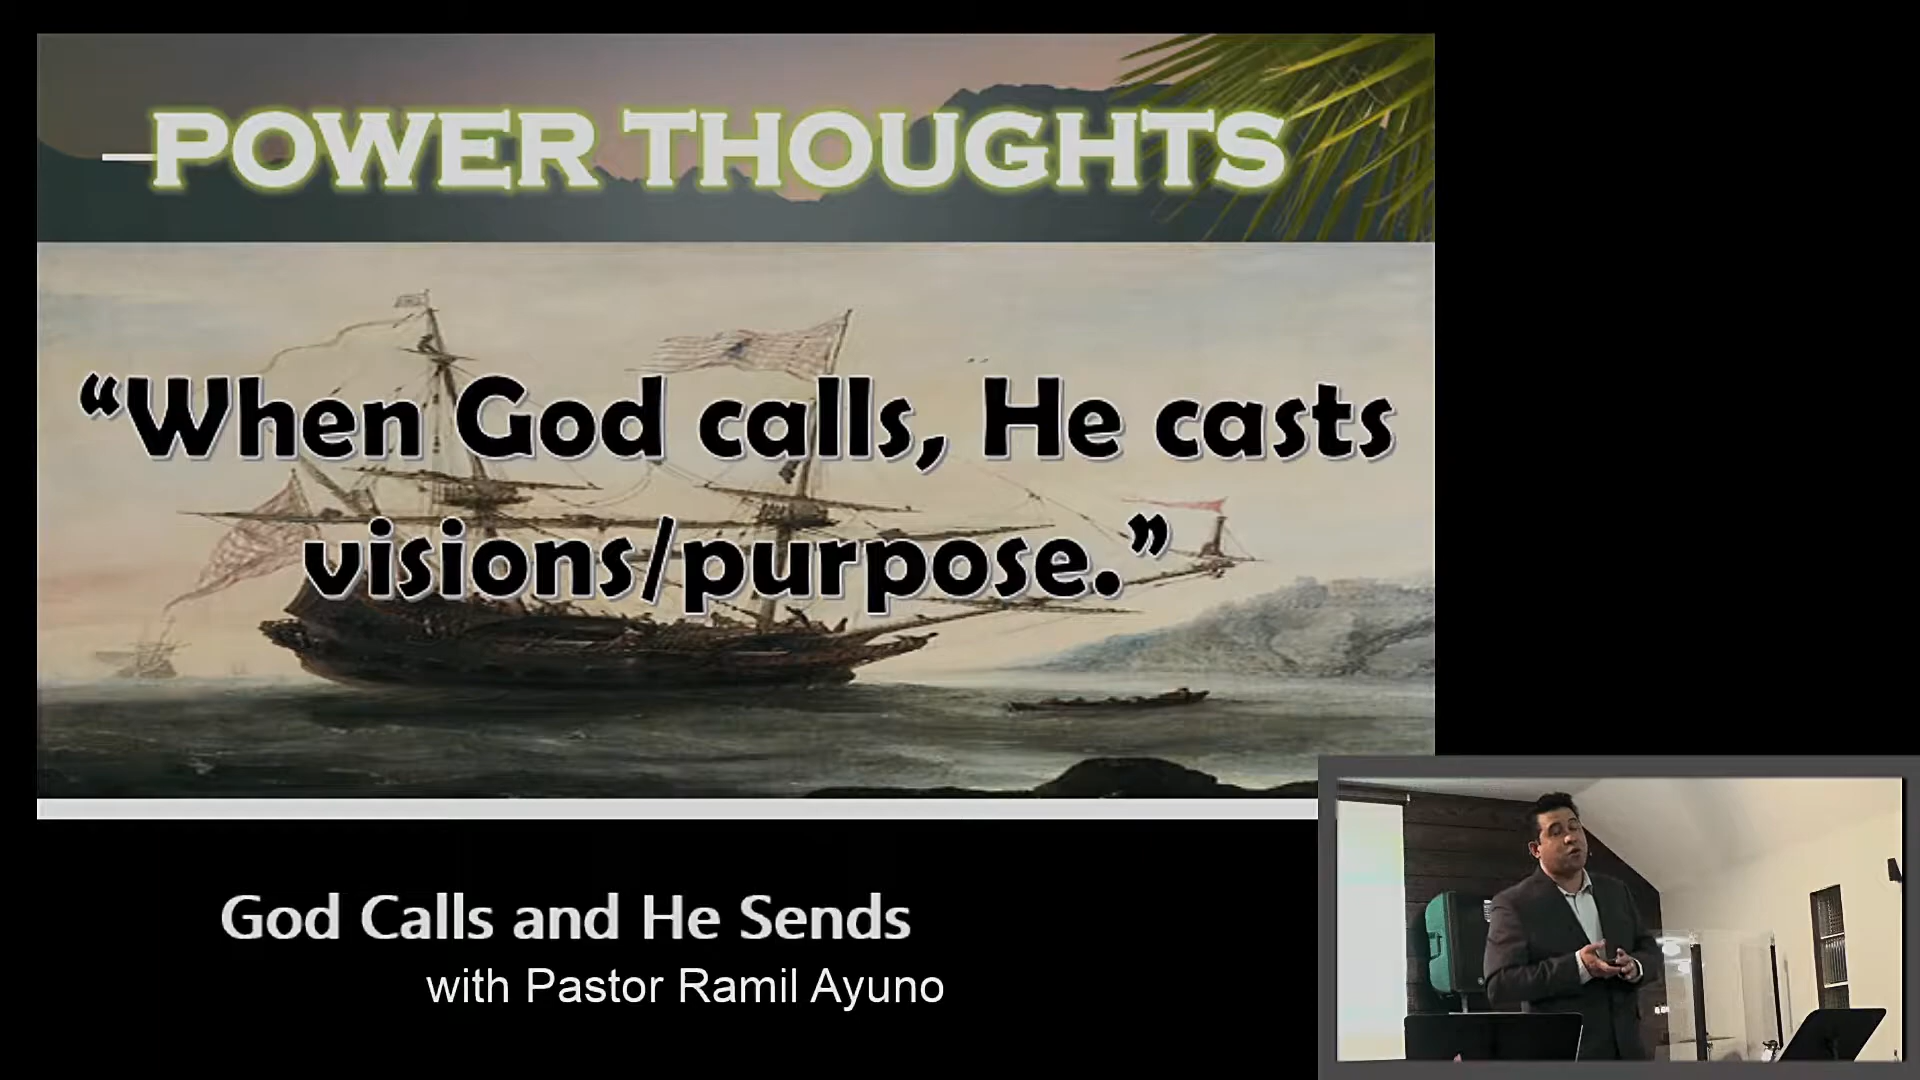 POWER THOUGHTS
“When God calls, He casts
visions/purpose.”
God Calls and He Sends
with Pastor Ramil Ayuno